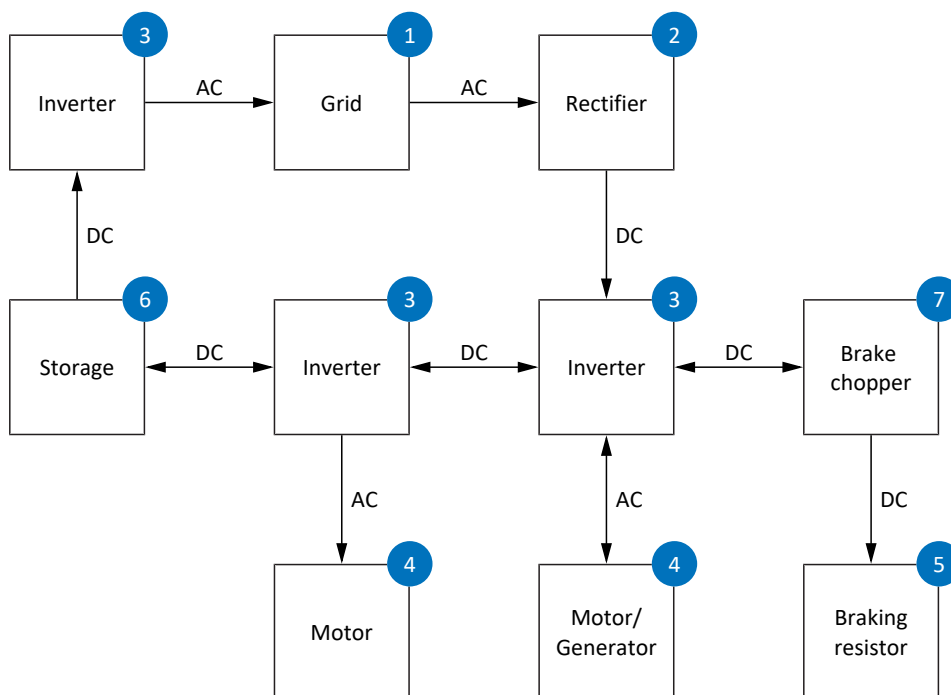 3
1
2
Inverter
AC
Grid
AC
Rectifier
DC
DC
6
3
3
7
Storage
DC
Inverter
DC
Inverter
DC
Brake
chopper
AC
AC
DC
4
4
5
Motor
Motor/
Generator
Braking
resistor